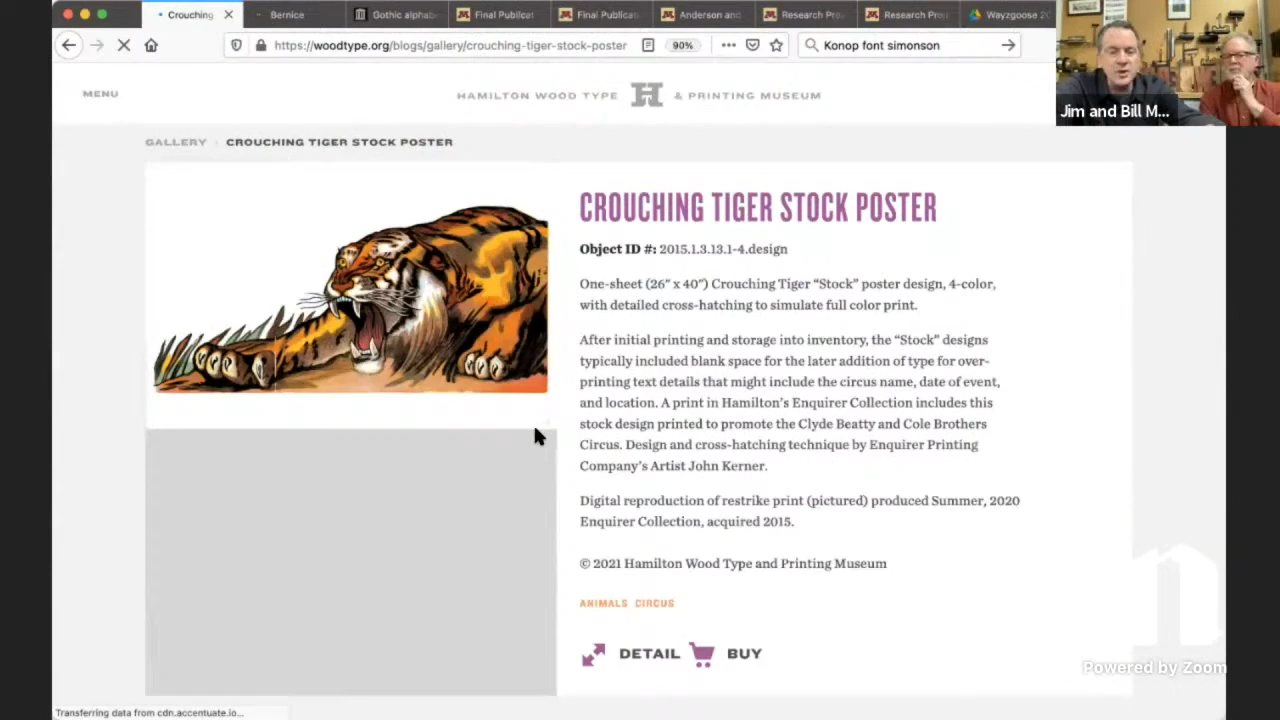 Crouching
Bernice
Gothic alphab
Final Publicat
Final Publicati
Anderson and
Research Pro
Research Pro
Wayzgoose 20
https://woodtype.org/blogs/gallery/crouching-tiger-stock-poster
90%
Konop font simonson
Jim and Bill M...
MENU
HAMILTON WOOD TYPE H & PRINTING MUSEUM
GALLERY CROUCHING TIGER STOCK POSTER
CROUCHING TIGER STOCK POSTER
Object ID #: 2015.1.3.13.1-4.design
One-sheet (26" x 40") Crouching Tiger “Stock” poster design, 4-color,
with detailed cross-hatching to simulate full color print.
After initial printing and storage into inventory, the “Stock” designs
typically included blank space for the later addition of type for over-
printing text details that might include the circus name, date of event,
and location. A print in Hamilton’s Enquirer Collection includes this
stock design printed to promote the Clyde Beatty and Cole Brothers
Circus. Design and cross-hatching technique by Enquirer Printing
Company’s Artist John Kerner.
Digital reproduction of restrike print (pictured) produced Summer, 2020
Enquirer Collection, acquired 2015.
© 2021 Hamilton Wood Type and Printing Museum
ANIMALS CIRCUS
DETAIL BUY
Powered by Zoom
Transferring data from cdn.accentuate.io...